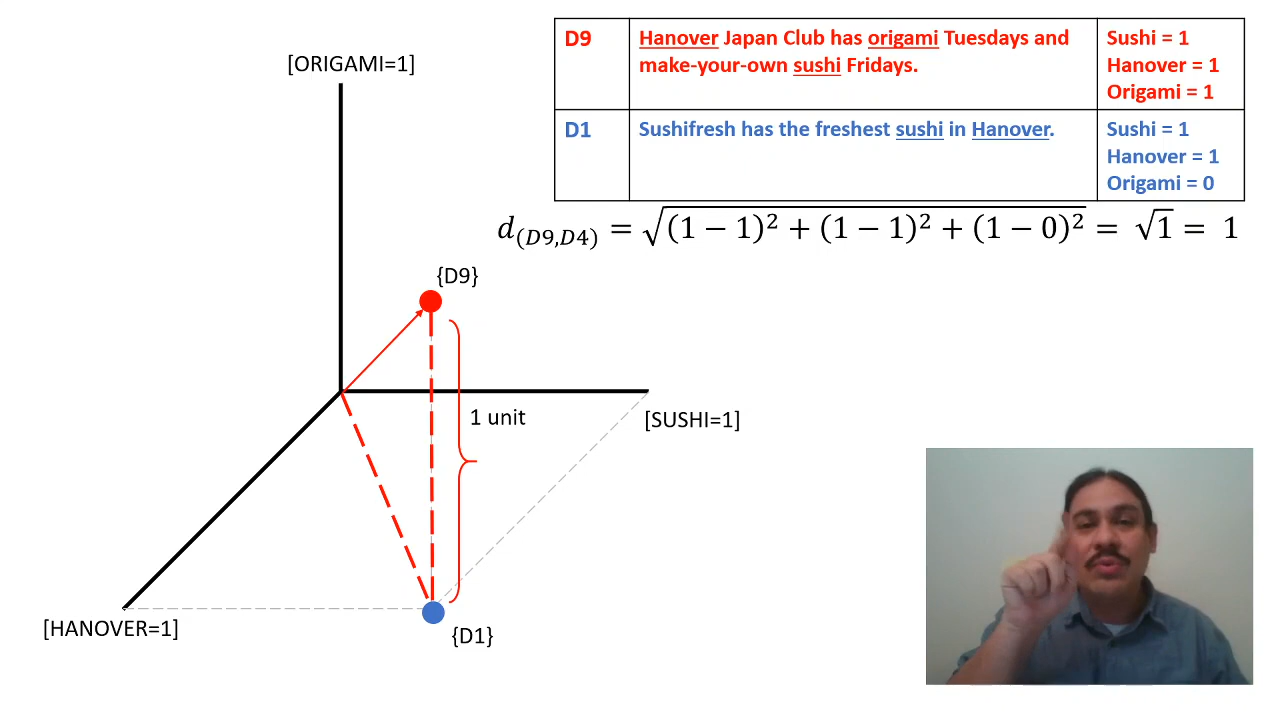 D9
Hanover Japan Club has origami Tuesdays and
make-your-own sushi Fridays.
Sushi = 1
Hanover = 1
Origami = 1
D1
Sushifresh has the freshest sushi in Hanover.
Sushi = 1
Hanover = 1
Origami = 0
d(D9,D4) = √(1 − 1)² + (1 − 1)² + (1 − 0)² = √1 = 1
[ORIGAMI=1]
{D9}
1 unit
[SUSHI=1]
[HANOVER=1]
{D1}